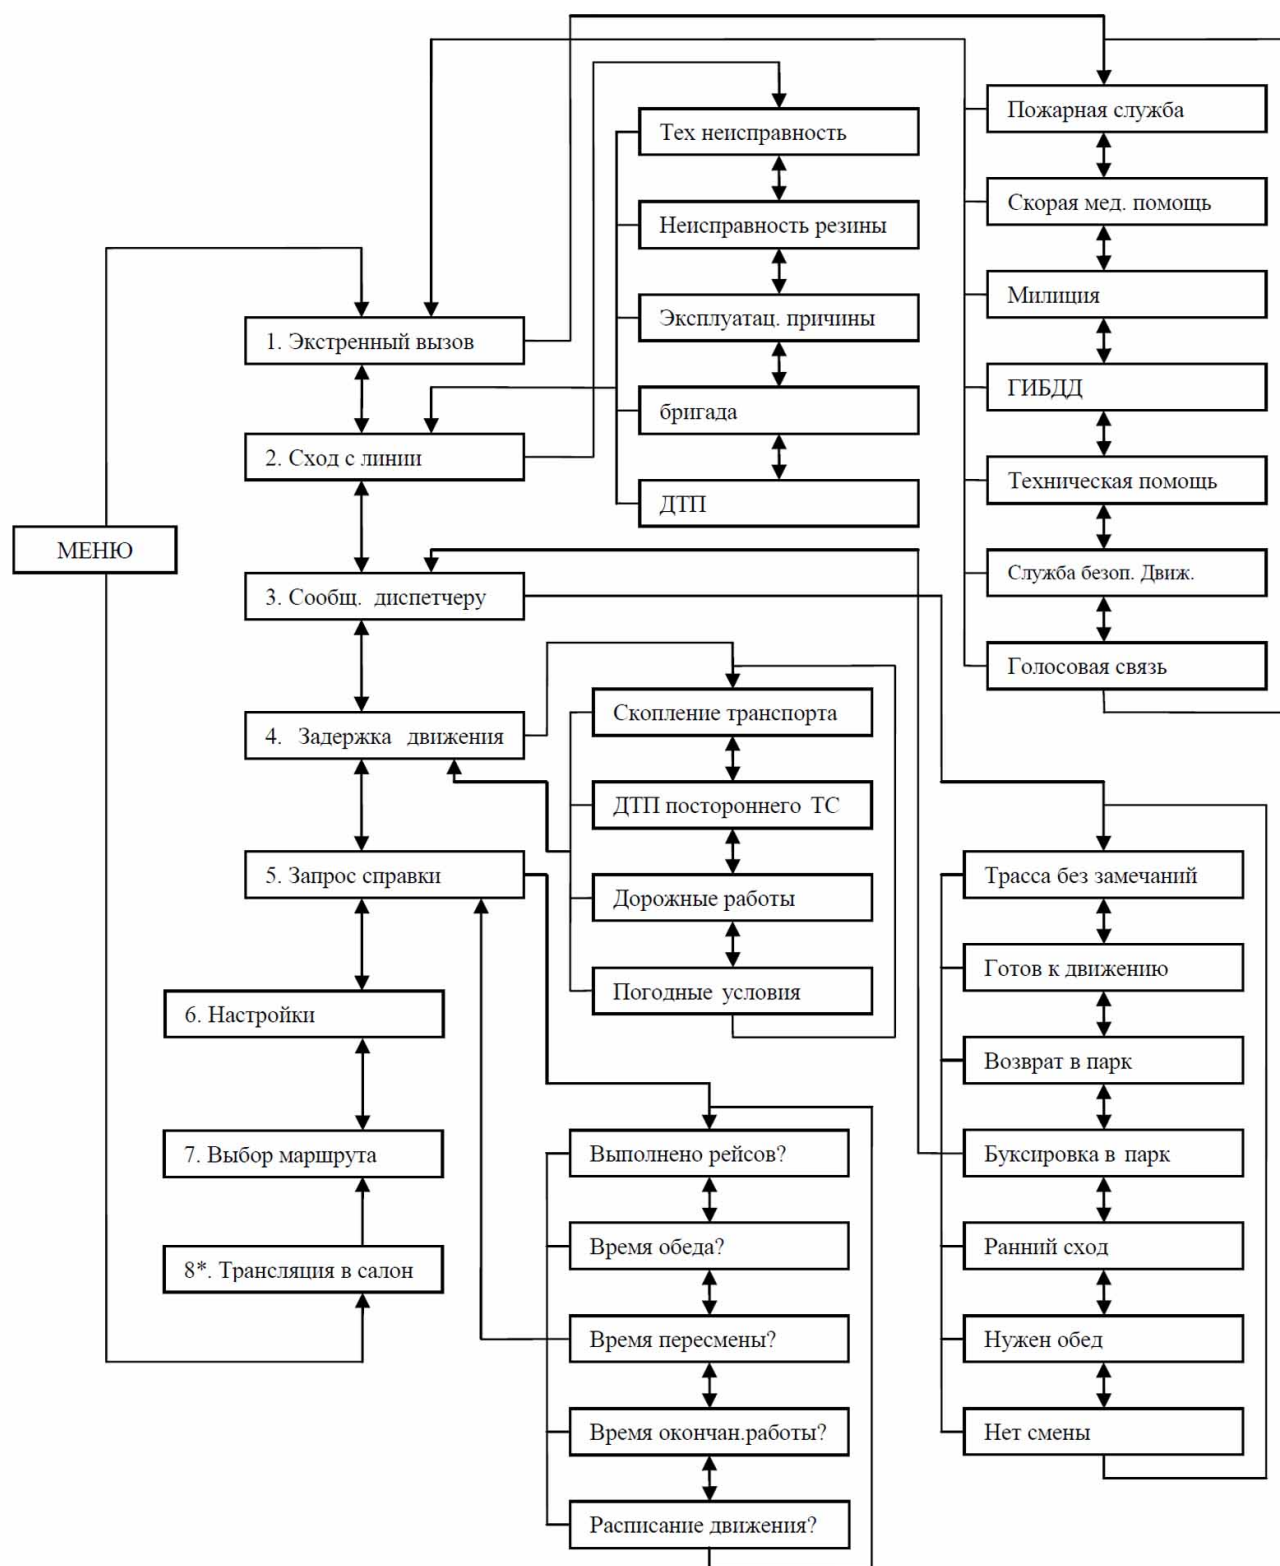 МЕНЮ
1. Экстренный вызов
2. Сход с линии
3. Сообщ. диспетчеру
4. Задержка движения
5. Запрос справки
6. Настройки
7. Выбор маршрута
8*. Трансляция в салон
Тех неисправность
Неисправность резины
Эксплуатац. причины
бригада
ДТП
Пожарная служба
Скорая мед. помощь
Милиция
ГИБДД
Техническая помощь
Служба безоп. Движ.
Голосовая связь
Скопление транспорта
ДТП постороннего ТС
Дорожные работы
Погодные условия
Трасса без замечаний
Готов к движению
Возврат в парк
Буксировка в парк
Ранний сход
Нужен обед
Нет смены
Выполнено рейсов?
Время обеда?
Время пересмены?
Время окончан.работы?
Расписание движения?